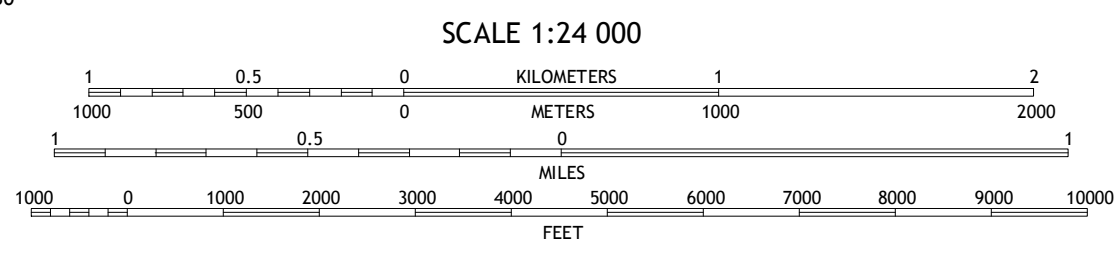 SCALE 1:24 000
1 0.5 0 KILOMETERS 1 2
1000 500 0 METERS 1000 2000
1 0.5 0 1
MILES
1000 0 1000 2000 3000 4000 5000 6000 7000 8000 9000 10000
FEET